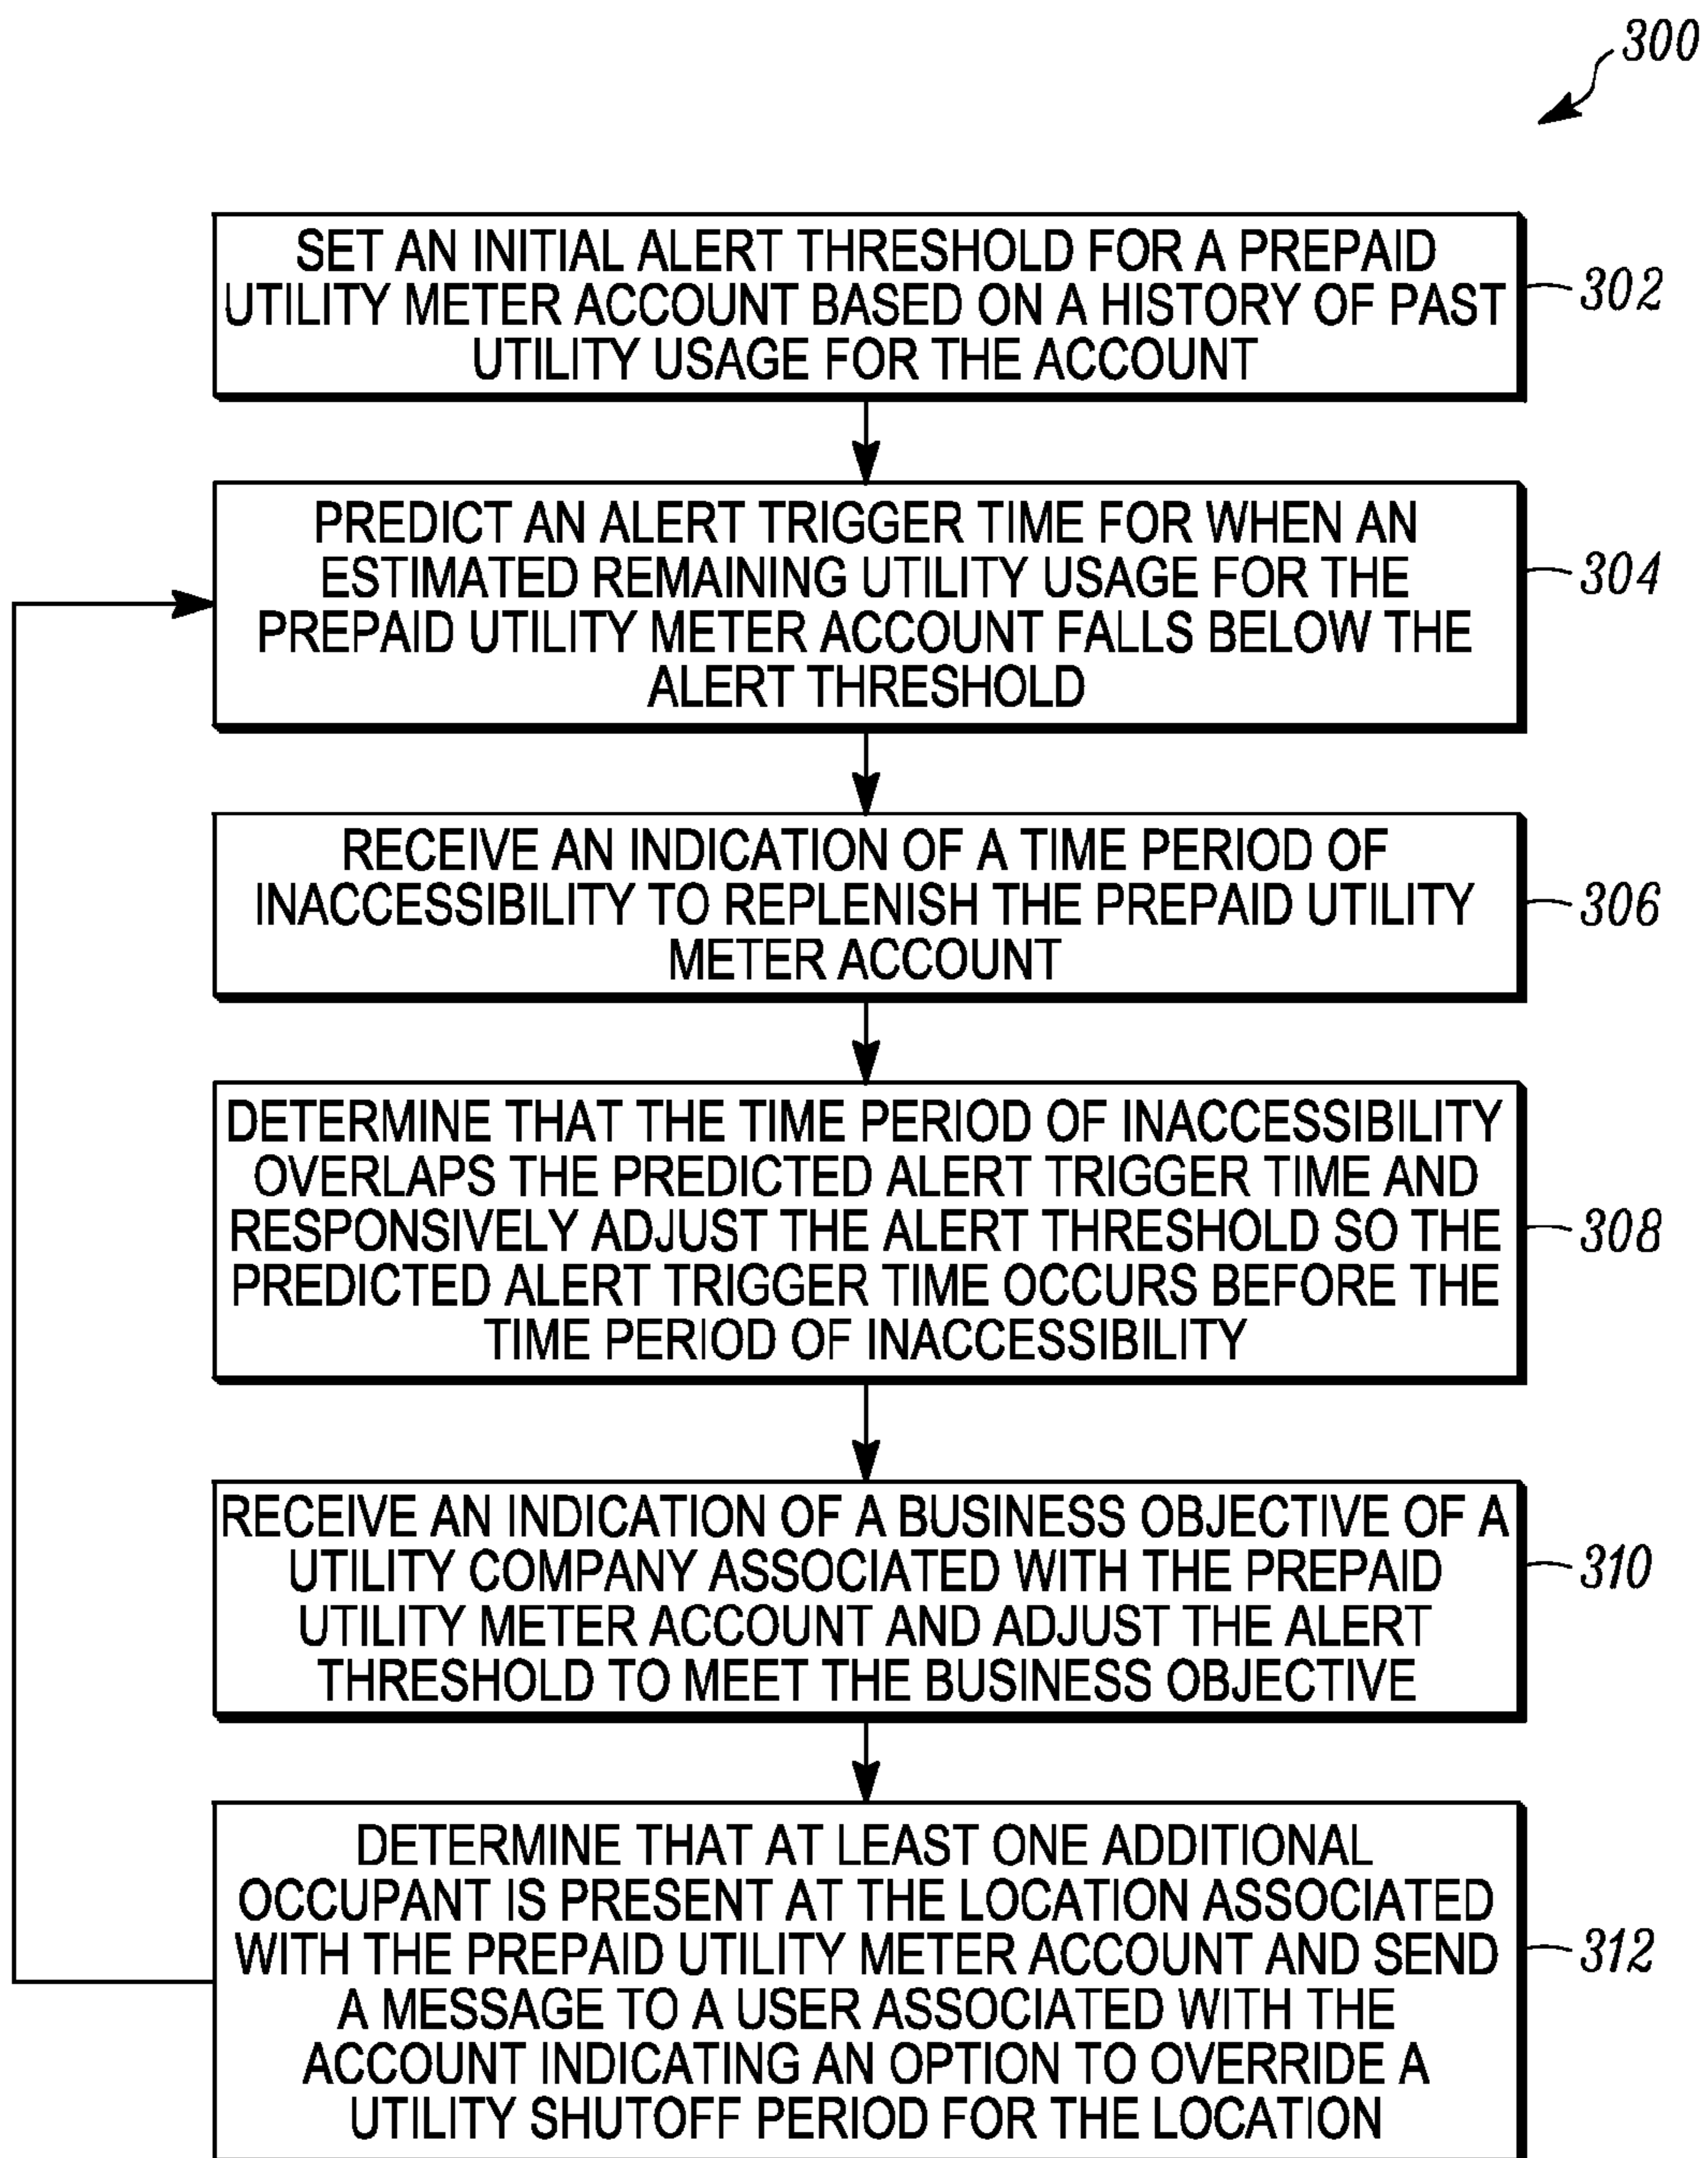 300
SET AN INITIAL ALERT THRESHOLD FOR A PREPAID
UTILITY METER ACCOUNT BASED ON A HISTORY OF PAST
UTILITY USAGE FOR THE ACCOUNT
302
PREDICT AN ALERT TRIGGER TIME FOR WHEN AN
ESTIMATED REMAINING UTILITY USAGE FOR THE
PREPAID UTILITY METER ACCOUNT FALLS BELOW THE
ALERT THRESHOLD
304
RECEIVE AN INDICATION OF A TIME PERIOD OF
INACCESSIBILITY TO REPLENISH THE PREPAID UTILITY
METER ACCOUNT
306
DETERMINE THAT THE TIME PERIOD OF INACCESSIBILITY
OVERLAPS THE PREDICTED ALERT TRIGGER TIME AND
RESPONSIVELY ADJUST THE ALERT THRESHOLD SO THE
PREDICTED ALERT TRIGGER TIME OCCURS BEFORE THE
TIME PERIOD OF INACCESSIBILITY
308
RECEIVE AN INDICATION OF A BUSINESS OBJECTIVE OF A
UTILITY COMPANY ASSOCIATED WITH THE PREPAID
UTILITY METER ACCOUNT AND ADJUST THE ALERT
THRESHOLD TO MEET THE BUSINESS OBJECTIVE
310
DETERMINE THAT AT LEAST ONE ADDITIONAL
OCCUPANT IS PRESENT AT THE LOCATION ASSOCIATED
WITH THE PREPAID UTILITY METER ACCOUNT AND SEND
A MESSAGE TO A USER ASSOCIATED WITH THE
ACCOUNT INDICATING AN OPTION TO OVERRIDE A
UTILITY SHUTOFF PERIOD FOR THE LOCATION
312